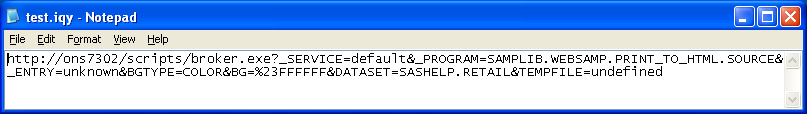 test.iqy - Notepad
File Edit Format View Help
http://ons7302/scripts/broker.exe?_SERVICE=default&_PROGRAM=SAMPLIB.WEBSAMP.PRINT_TO_HTML.SOURCE&
_ENTRY=unknown&BGTYPE=COLOR&BG=%23FFFFFF&DATASET=SASHELP.RETAIL&TEMPFILE=undefined